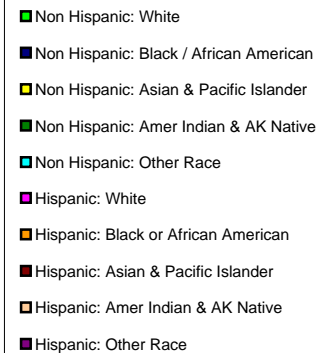 Non Hispanic: White
Non Hispanic: Black / African American
Non Hispanic: Asian & Pacific Islander
Non Hispanic: Amer Indian & AK Native
Non Hispanic: Other Race
Hispanic: White
Hispanic: Black or African American
Hispanic: Asian & Pacific Islander
Hispanic: Amer Indian & AK Native
Hispanic: Other Race